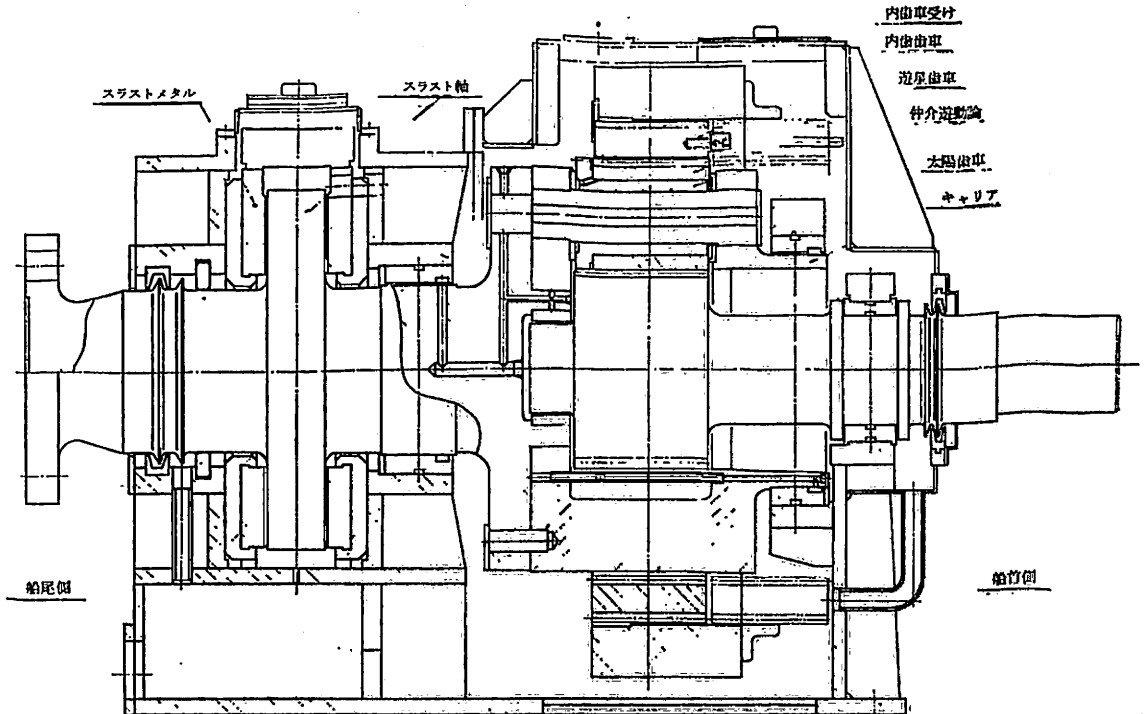 内歯車受け
内歯歯車
スラストメタル
スラスト軸
遊星歯車
仲介遊動論
太陽歯車
キャリア
船尾側
船首側